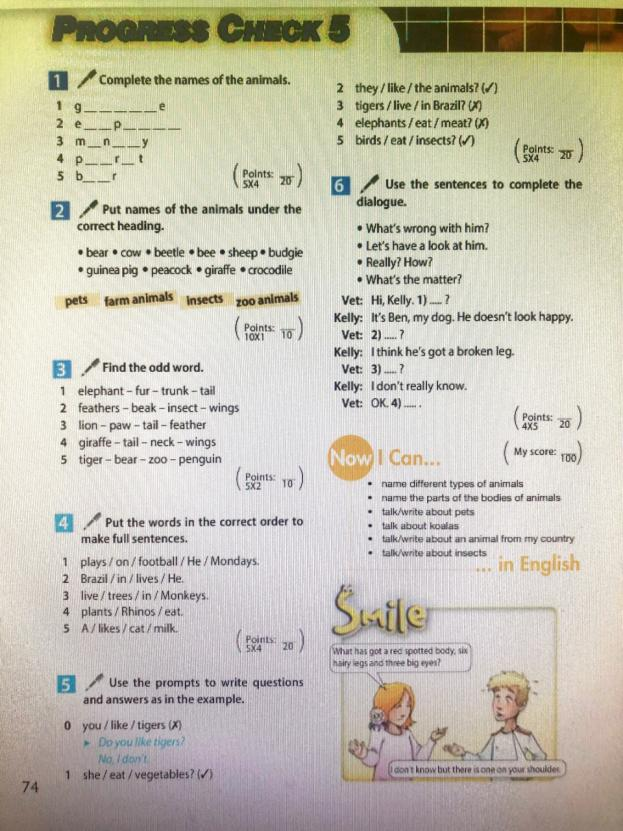 PROGRESS CHECK 5
1 Complete the names of the animals.
1 g_ _ _ _ _ e
2 e_ _ p_ _ _
3 m_n_ _y
4 p_ _r_t
5 b_ _r
(Points: 5X4 20)
2 Put names of the animals under the
correct heading.
• bear • cow • beetle • bee • sheep • budgie
• guinea pig • peacock • giraffe • crocodile
pets farm animals insects zoo animals
(Points: 10X1 10)
3 Find the odd word.
1 elephant – fur – trunk – tail
2 feathers – beak – insect – wings
3 lion – paw – tail – feather
4 giraffe – tail – neck – wings
5 tiger – bear – zoo – penguin
(Points: 5X2 10)
4 Put the words in the correct order to
make full sentences.
1 plays / on / football / He / Mondays.
2 Brazil / in / lives / He.
3 live / trees / in / Monkeys.
4 plants / Rhinos / eat.
5 A / likes / cat / milk.
(Points: 5X4 20)
5 Use the prompts to write questions
and answers as in the example.
0 you / like / tigers (✗)
► Do you like tigers?
No, I don't.
1 she / eat / vegetables? (✓)
74
2 they / like / the animals? (✓)
3 tigers / live / in Brazil? (✗)
4 elephants / eat / meat? (✗)
5 birds / eat / insects? (✓)
(Points: 5X4 20)
6 Use the sentences to complete the
dialogue.
• What's wrong with him?
• Let's have a look at him.
• Really? How?
• What's the matter?
Vet: Hi, Kelly. 1) ..... ?
Kelly: It's Ben, my dog. He doesn't look happy.
Vet: 2) ..... ?
Kelly: I think he's got a broken leg.
Vet: 3) ..... ?
Kelly: I don't really know.
Vet: OK. 4) ..... .
(Points: 4X5 20)
(My score: 100)
Now I Can...
• name different types of animals
• name the parts of the bodies of animals
• talk/write about pets
• talk about koalas
• talk/write about an animal from my country
• talk/write about insects
... in English
Smile
What has got a red spotted body, six
hairy legs and three big eyes?
I don't know but there is one on your shoulder.